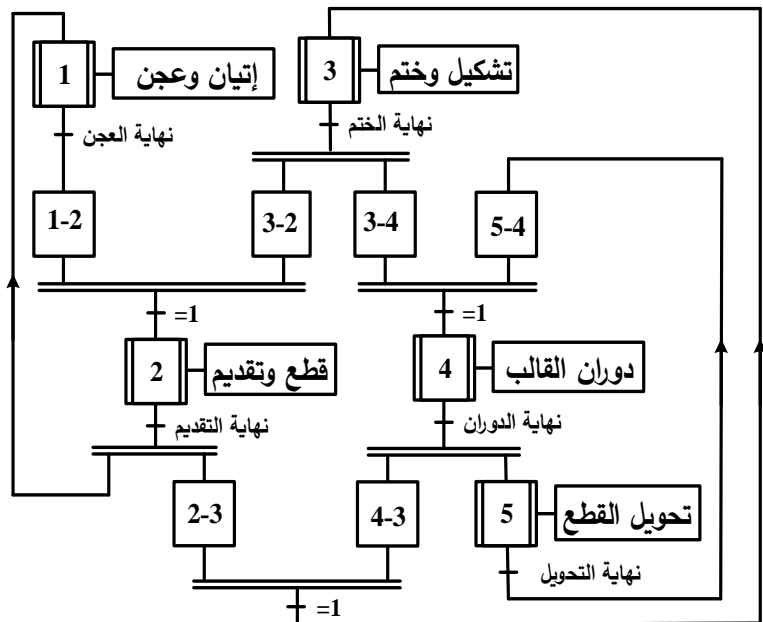 1
إتيان وعجن
3
تشكيل وختم
نهاية العجن
نهاية الختم
1-2
3-2
3-4
5-4
=1
=1
2
قطع وتقديم
4
دوران القالب
نهاية التقديم
نهاية الدوران
2-3
4-3
5
تحويل القطع
نهاية التحويل
=1